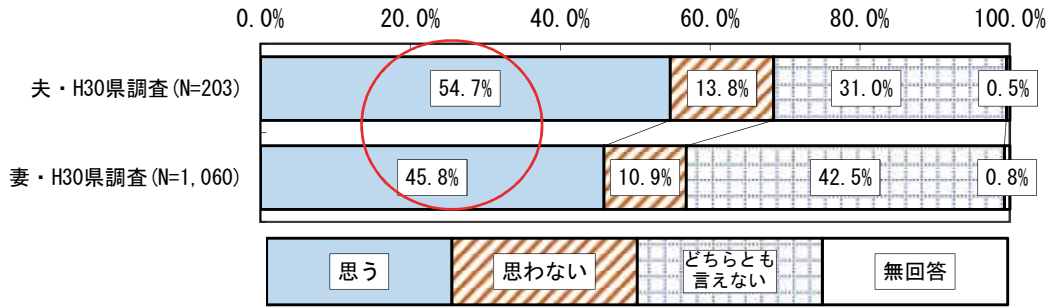 0.0% 20.0% 40.0% 60.0% 80.0% 100.0%
夫・H30県調査(N=203) 54.7% 13.8% 31.0% 0.5%
妻・H30県調査(N=1,060) 45.8% 10.9% 42.5% 0.8%
思う 思わない どちらとも 無回答
言えない